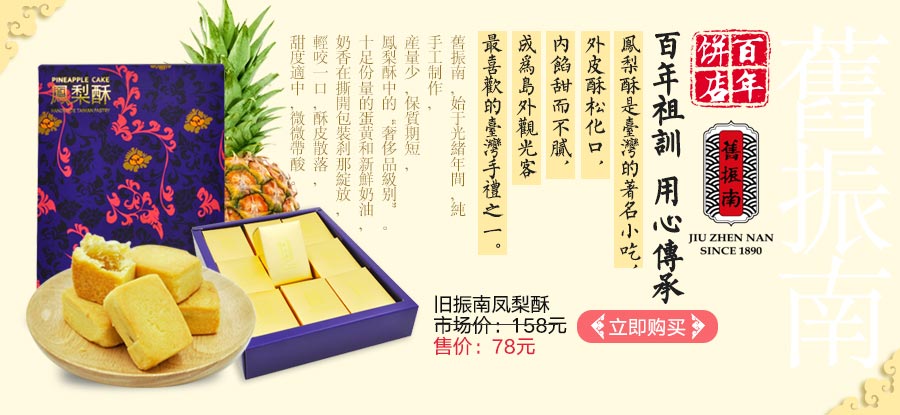 舊振南
百年
餅店
舊振南
JIU ZHEN NAN
SINCE 1890
百年祖訓 用心傳承
鳳梨酥是臺灣的著名小吃，
外皮酥松化口，
內餡甜而不膩，
成為島外觀光客
最喜歡的臺灣手禮之一。
舊振南，始于光緒年間，純
手工制作，
產量少，保質期短，
鳳梨酥中的“奢侈品級別”。
十足份量的蛋黃和新鮮奶油，
奶香在撕開包裝刹那綻放，
輕咬一口，酥皮散落，
甜度適中，微微帶酸
PINEAPPLE CAKE
鳳梨酥
旧振南凤梨酥
市场价：158元
售价：78元
立即购买